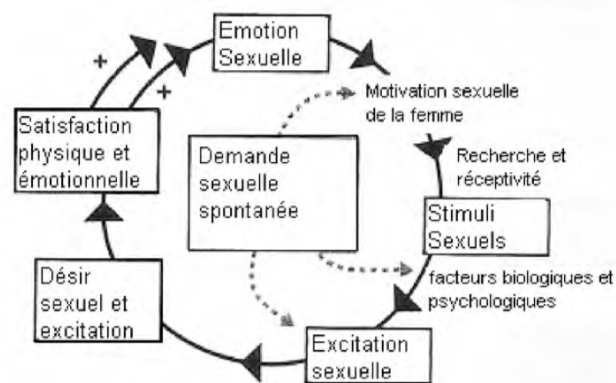 +
+
Emotion
Sexuelle
Motivation sexuelle
de la femme
Recherche et
réceptivité
Stimuli
Sexuels
facteurs biologiques et
psychologiques
Excitation
sexuelle
Désir
sexuel et
excitation
Satisfaction
physique et
émotionnelle
Demande
sexuelle
spontanée